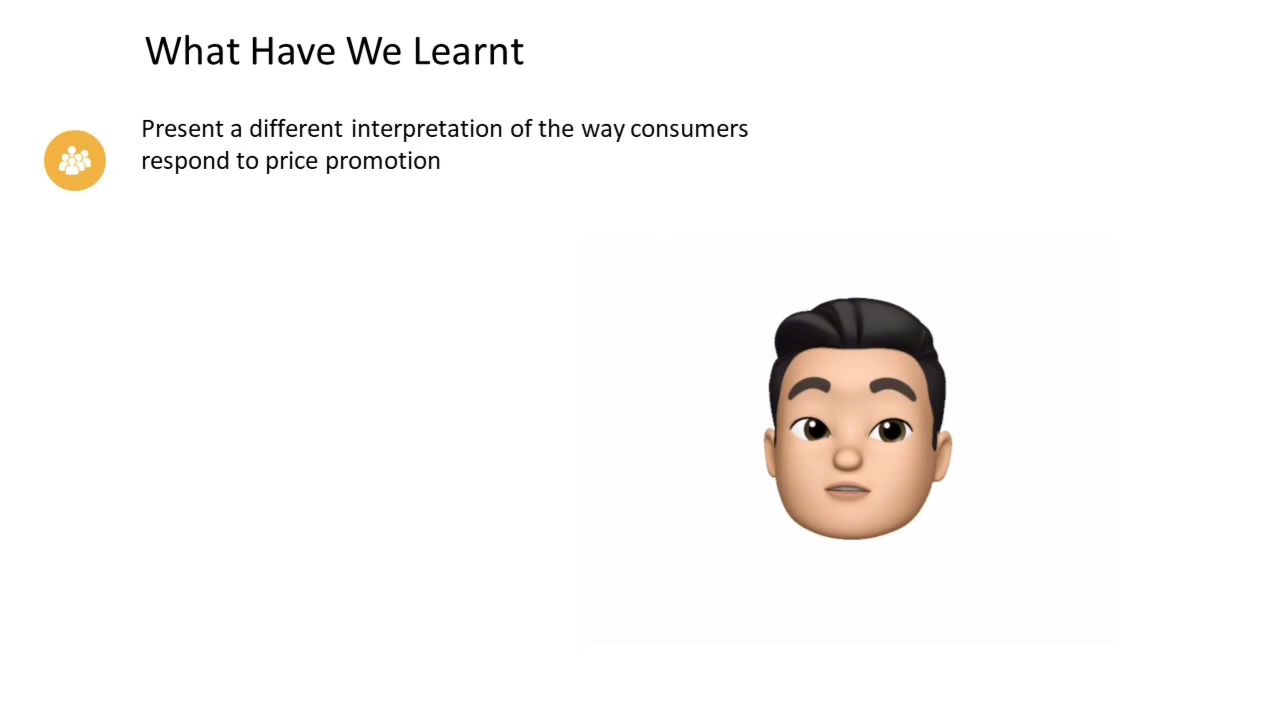 What Have We Learnt
Present a different interpretation of the way consumers
respond to price promotion